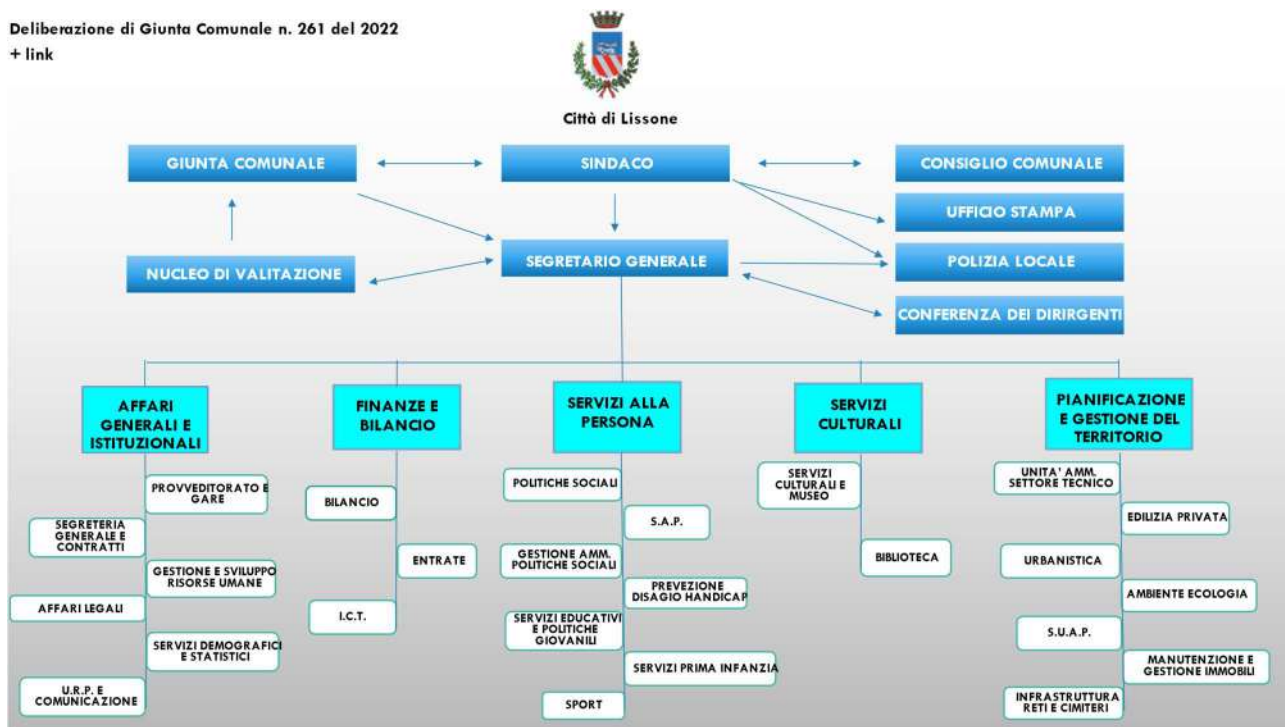 Deliberazione di Giunta Comunale n. 261 del 2022
+ link
Città di Lissone
GIUNTA COMUNALE
SINDACO
CONSIGLIO COMUNALE
UFFICIO STAMPA
NUCLEO DI VALITAZIONE
SEGRETARIO GENERALE
POLIZIA LOCALE
CONFERENZA DEI DIRIRGENTI
AFFARI
GENERALI E
ISTITUZIONALI
PROVVEDITORATO E
GARE
SEGRETERIA
GENERALE E
CONTRATTI
GESTIONE E SVILUPPO
RISORSE UMANE
AFFARI LEGALI
SERVIZI DEMOGRAFICI
E STATISTICI
U.R.P. E
COMUNICAZIONE
FINANZE E
BILANCIO
BILANCIO
ENTRATE
I.C.T.
SERVIZI ALLA
PERSONA
POLITICHE SOCIALI
S.A.P.
GESTIONE AMM.
POLITICHE SOCIALI
PREVEZIONE
DISAGIO HANDICAP
SERVIZI EDUCATIVI
E POLITICHE
GIOVANILI
SERVIZI PRIMA INFANZIA
SPORT
SERVIZI
CULTURALI
SERVIZI
CULTURALI E
MUSEO
BIBLIOTECA
PIANIFICAZIONE
E GESTIONE DEL
TERRITORIO
UNITA' AMM.
SETTORE TECNICO
EDILIZIA PRIVATA
URBANISTICA
AMBIENTE ECOLOGIA
S.U.A.P.
MANUTENZIONE E
GESTIONE IMMOBILI
INFRASTRUTTURA
RETI E CIMITERI